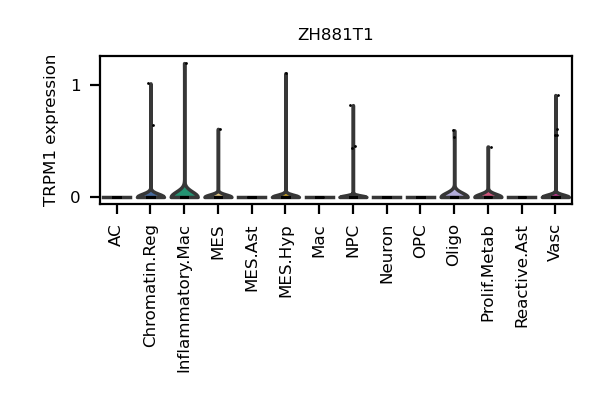 ZH881T1
TRPM1 expression
1
0
AC
Chromatin.Reg
Inflammatory.Mac
MES
MES.Ast
MES.Hyp
Mac
NPC
Neuron
OPC
Oligo
Prolif.Metab
Reactive.Ast
Vasc